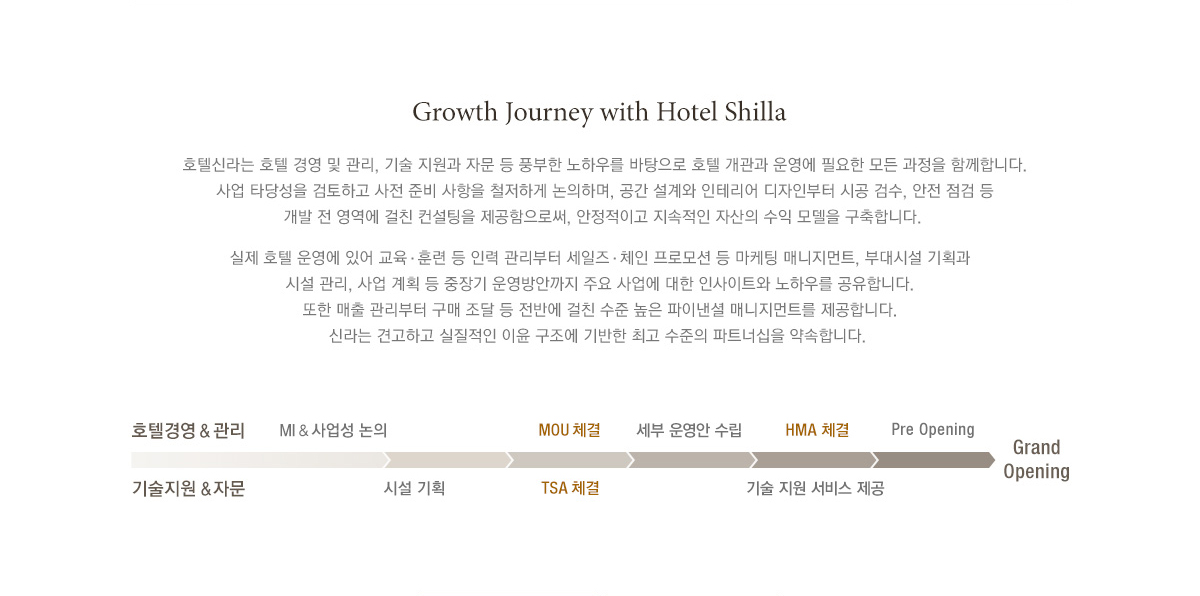 Growth Journey with Hotel Shilla
호텔신라는 호텔 경영 및 관리, 기술 지원과 자문 등 풍부한 노하우를 바탕으로 호텔 개관과 운영에 필요한 모든 과정을 함께합니다.
사업 타당성을 검토하고 사전 준비 사항을 철저하게 논의하며, 공간 설계와 인테리어 디자인부터 시공 검수, 안전 점검 등
개발 전 영역에 걸친 컨설팅을 제공함으로써, 안정적이고 지속적인 자산의 수익 모델을 구축합니다.
실제 호텔 운영에 있어 교육·훈련 등 인력 관리부터 세일즈·체인 프로모션 등 마케팅 매니지먼트, 부대시설 기획과
시설 관리, 사업 계획 등 중장기 운영방안까지 주요 사업에 대한 인사이트와 노하우를 공유합니다.
또한 매출 관리부터 구매 조달 등 전반에 걸친 수준 높은 파이낸셜 매니지먼트를 제공합니다.
신라는 견고하고 실질적인 이윤 구조에 기반한 최고 수준의 파트너십을 약속합니다.
호텔경영 & 관리 MI & 사업성 논의 MOU 체결 세부 운영안 수립 HMA 체결 Pre Opening
Grand
Opening
기술지원 &자문 시설 기획 TSA 체결 기술 지원 서비스 제공